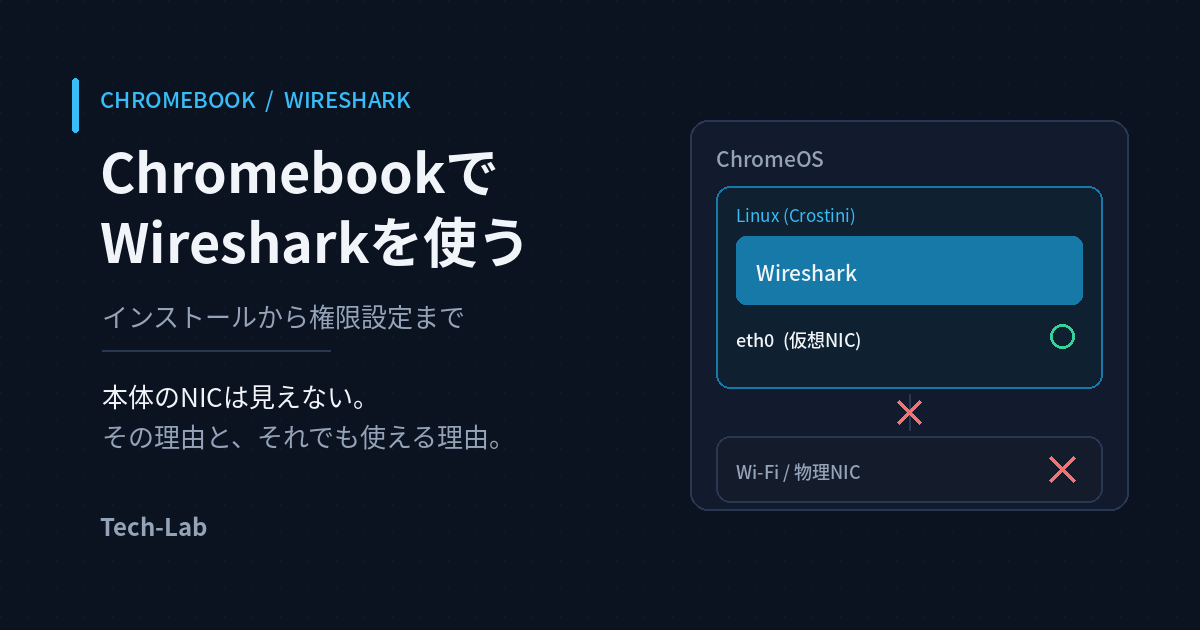 CHROMEBOOK / WIRESHARK
Chromebookで
Wiresharkを使う
インストールから権限設定まで
本体のNICは見えない。
その理由と、それでも使える理由。
Tech-Lab
ChromeOS
Linux (Crostini)
Wireshark
eth0 (仮想NIC)
Wi-Fi / 物理NIC